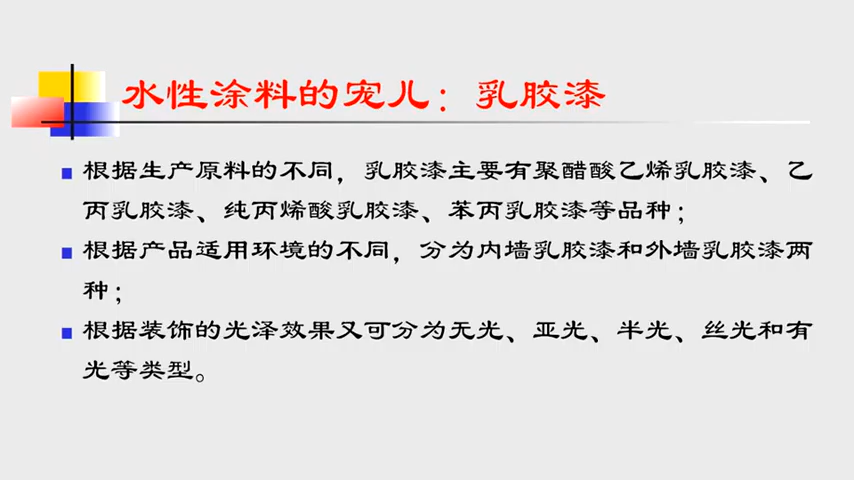 水性涂料的宠儿：乳胶漆
根据生产原料的不同，乳胶漆主要有聚醋酸乙烯乳胶漆、乙
丙乳胶漆、纯丙烯酸乳胶漆、苯丙乳胶漆等品种；
根据产品适用环境的不同，分为内墙乳胶漆和外墙乳胶漆两
种；
根据装饰的光泽效果又可分为无光、亚光、半光、丝光和有
光等类型。